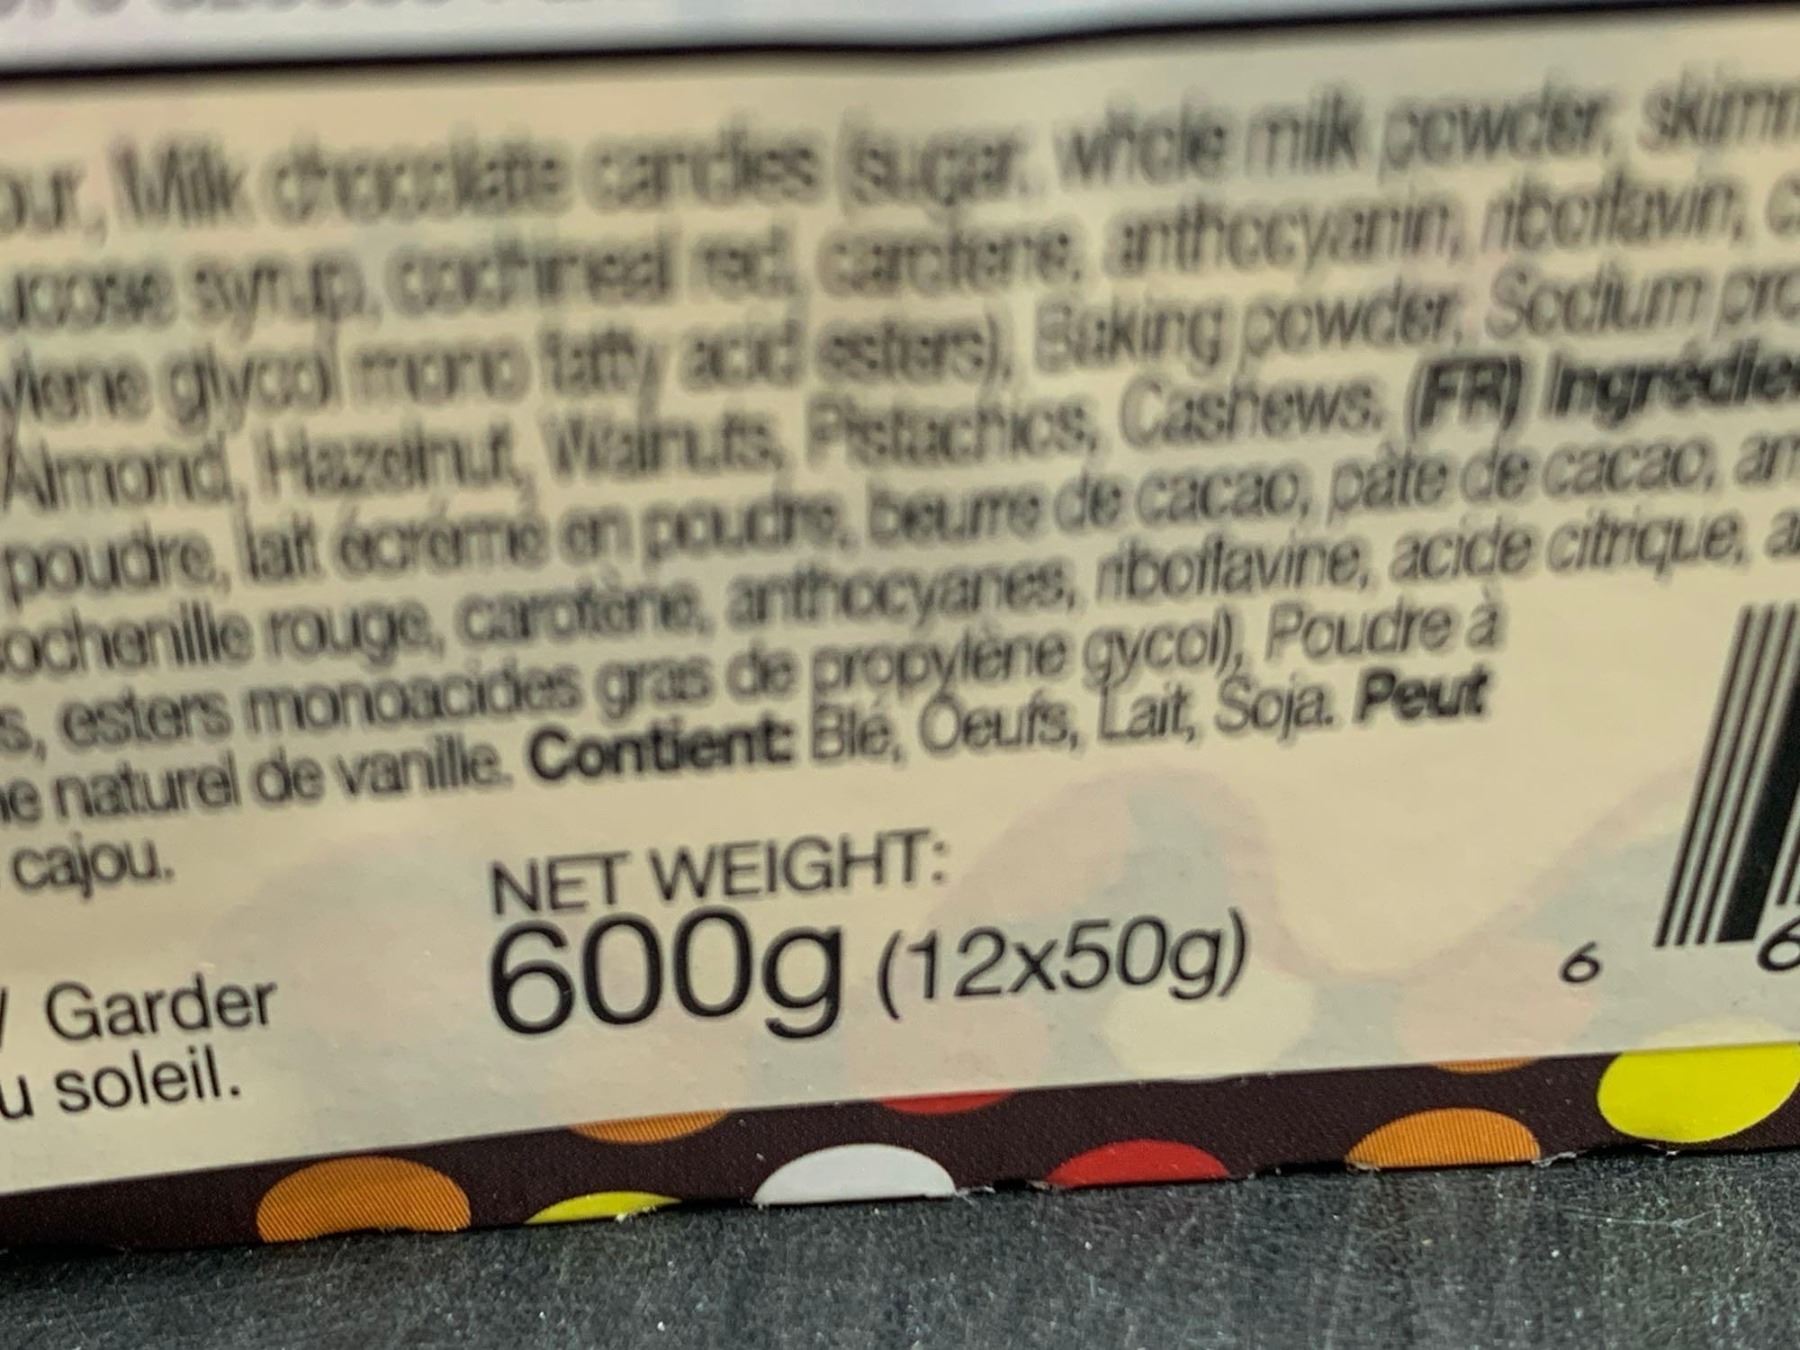 our, Milk chocolate candies (sugar, whole milk powder, skimm
ucose syrup, cochineal red, carotene, anthocyanin, riboflavin, c
ylene glycol mono fatty acid esters), Baking powder, Sodium pro
Almond, Hazelnut, Walnuts, Pistachios, Cashews. (FR) Ingrédie
poudre, lait écrémé en poudre, beurre de cacao, pâte de cacao, am
ochenille rouge, carotène, anthocyanes, riboflavine, acide citrique, a
s, esters monoacides gras de propylène gycol), Poudre à
e naturel de vanille. Contient: Blé, Oeufs, Lait, Soja. Peut
cajou.
NET WEIGHT:
600g (12x50g)
/ Garder
u soleil.
6 6